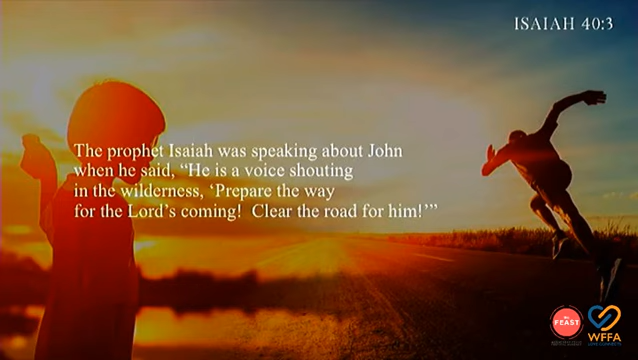 ISAIAH 40:3
The prophet Isaiah was speaking about John
when he said, “He is a voice shouting
in the wilderness, ‘Prepare the way
for the Lord’s coming!  Clear the road for him!’”
FEAST
WFFA